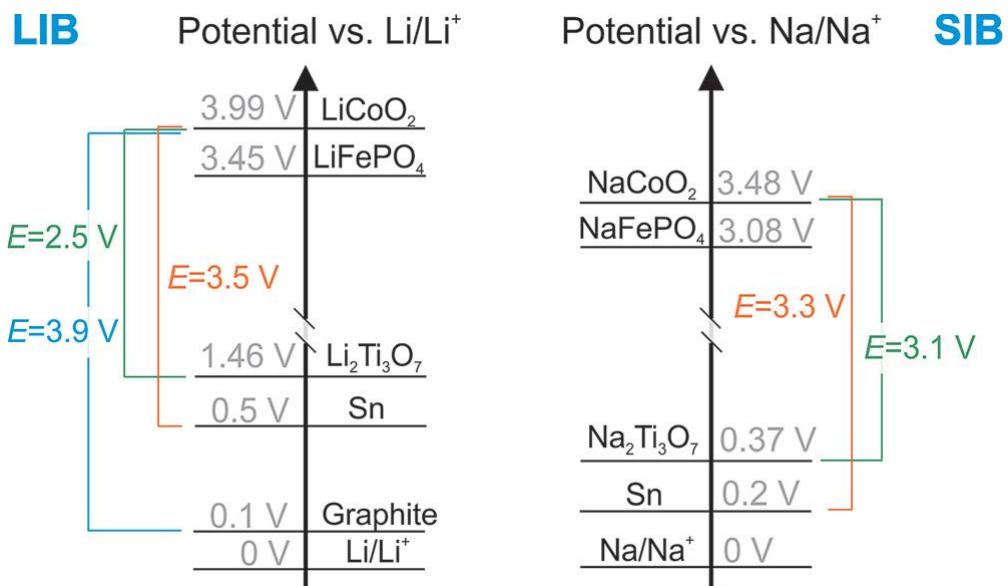 LIB Potential vs. Li/Li⁺
3.99 V LiCoO₂
3.45 V LiFePO₄
E=2.5 V
E=3.5 V
E=3.9 V
1.46 V Li₂Ti₃O₇
0.5 V Sn
0.1 V Graphite
0 V Li/Li⁺
Potential vs. Na/Na⁺ SIB
NaCoO₂ 3.48 V
NaFePO₄ 3.08 V
E=3.3 V
E=3.1 V
Na₂Ti₃O₇ 0.37 V
Sn 0.2 V
Na/Na⁺ 0 V